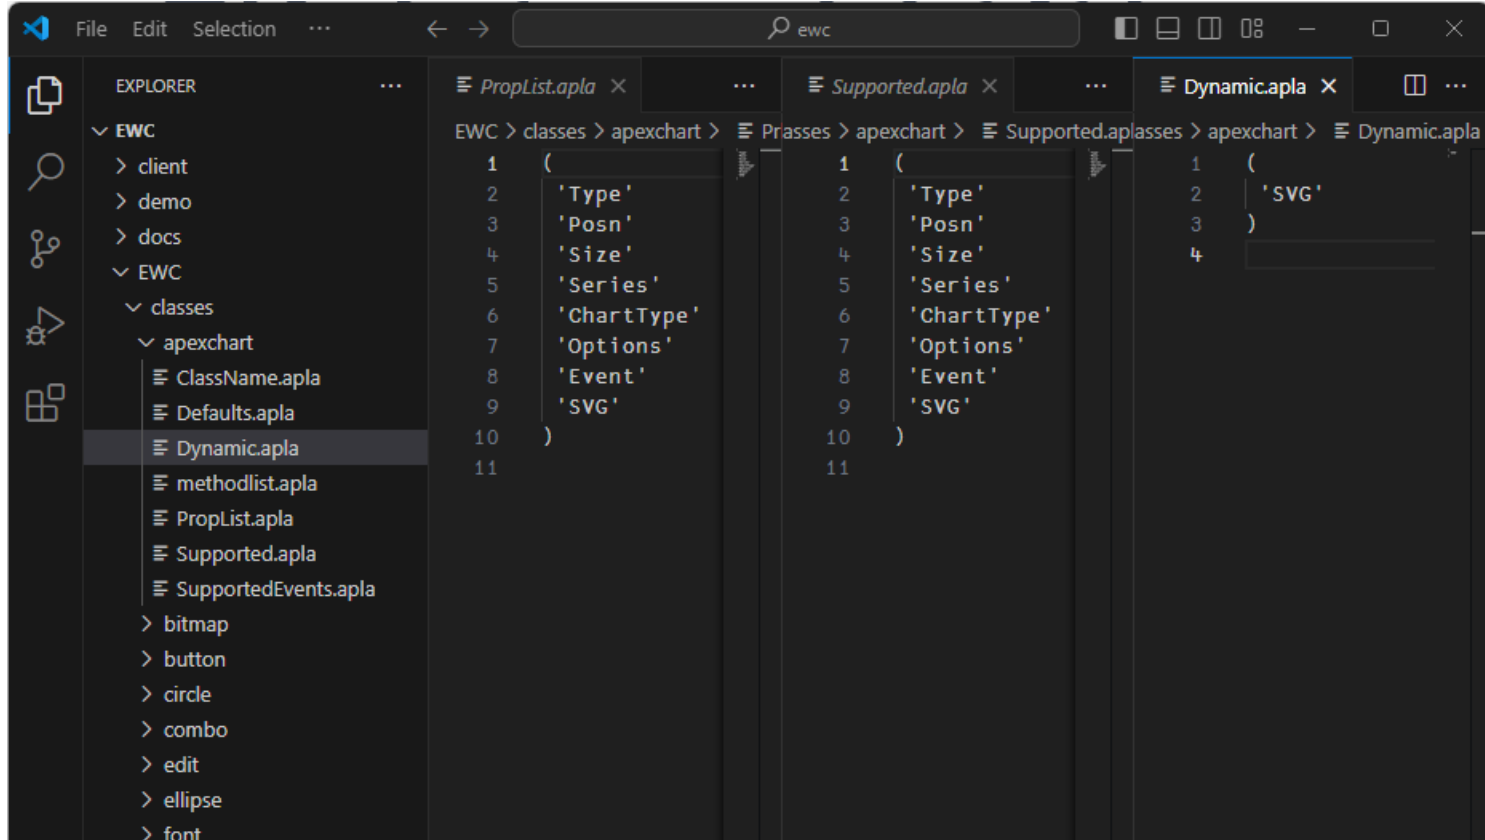 File Edit Selection ··· ewc
EXPLORER ···
EWC
client
demo
docs
EWC
classes
apexchart
ClassName.apla
Defaults.apla
Dynamic.apla
methodlist.apla
PropList.apla
Supported.apla
SupportedEvents.apla
bitmap
button
circle
combo
edit
ellipse
font
PropList.apla ···
EWC > classes > apexchart > Pr
1 (
2 'Type'
3 'Posn'
4 'Size'
5 'Series'
6 'ChartType'
7 'Options'
8 'Event'
9 'SVG'
10 )
11
Supported.apla ···
asses > apexchart > Supported.ap
1 (
2 'Type'
3 'Posn'
4 'Size'
5 'Series'
6 'ChartType'
7 'Options'
8 'Event'
9 'SVG'
10 )
11
Dynamic.apla ···
asses > apexchart > Dynamic.apla
1 (
2 'SVG'
3 )
4